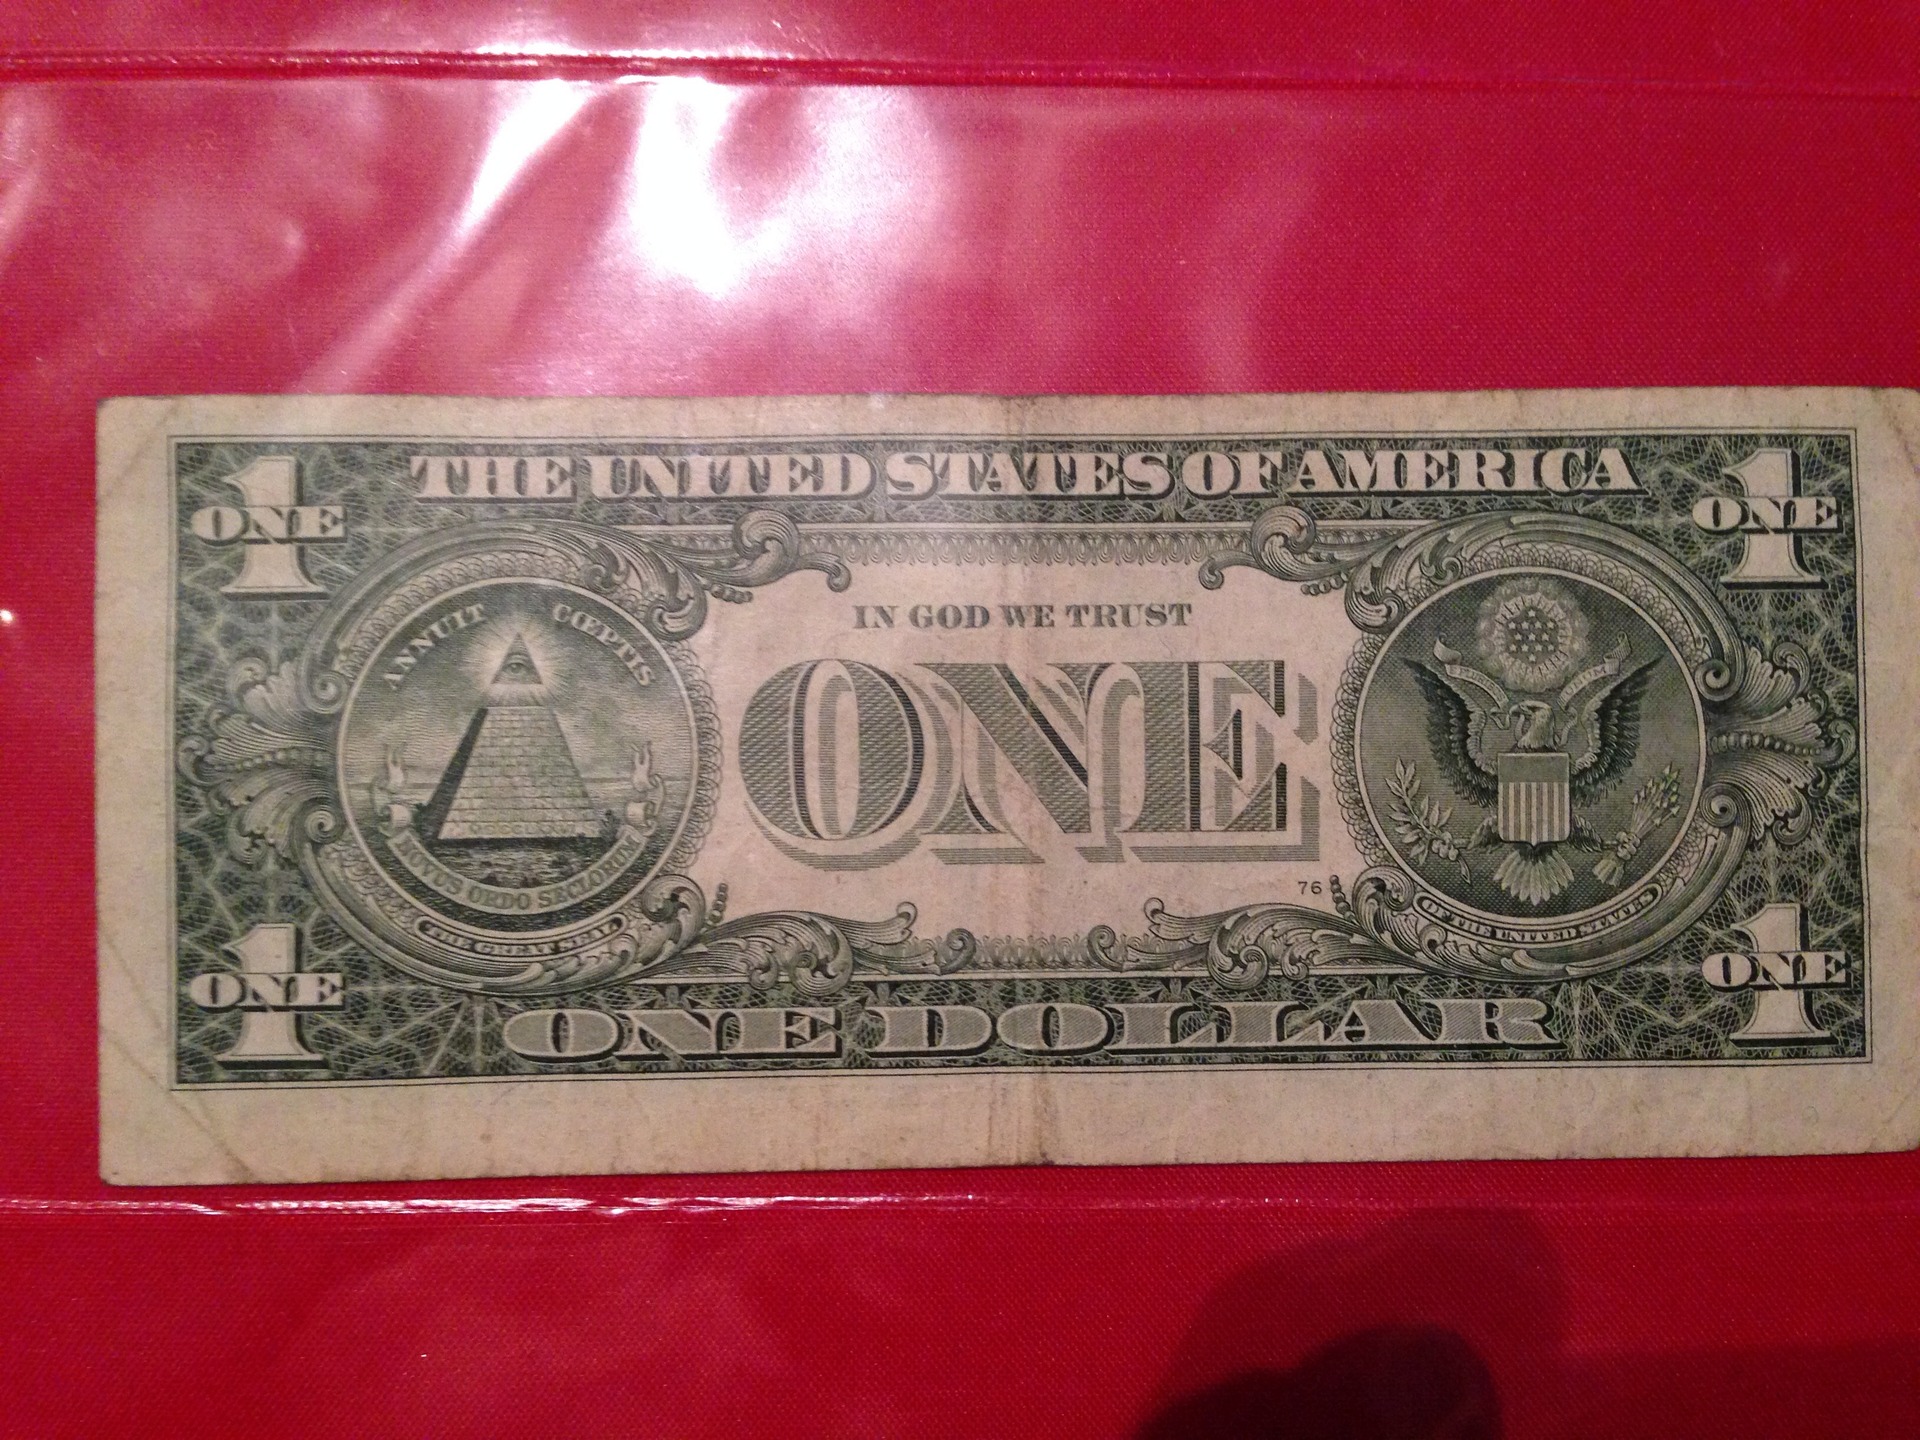 THE UNITED STATES OF AMERICA
1
ONE
1
ONE
ANNUIT CŒPTIS
IN GOD WE TRUST
ONE
NOVUS ORDO SECLORUM
THE GREAT SEAL
76
OF THE UNITED STATES
1
ONE
1
ONE
ONE DOLLAR